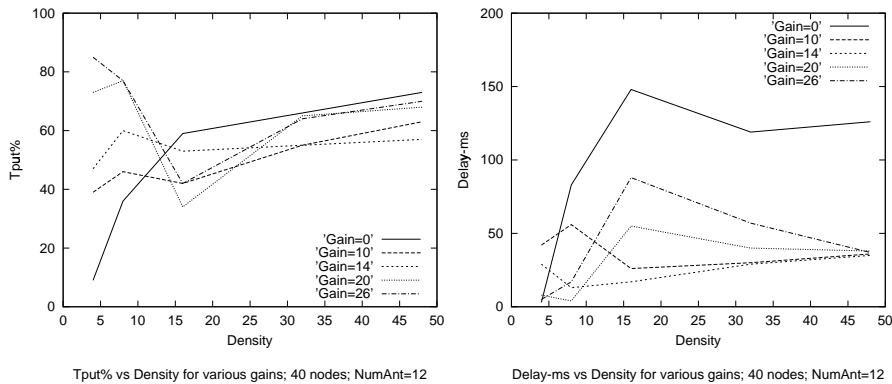 100
80
60
40
20
0
Tput%
'Gain=0'
'Gain=10'
'Gain=14'
'Gain=20'
'Gain=26'
0 5 10 15 20 25 30 35 40 45 50
Density
Tput% vs Density for various gains; 40 nodes; NumAnt=12
200
150
100
50
0
Delay-ms
'Gain=0'
'Gain=10'
'Gain=14'
'Gain=20'
'Gain=26'
0 5 10 15 20 25 30 35 40 45 50
Density
Delay-ms vs Density for various gains; 40 nodes; NumAnt=12